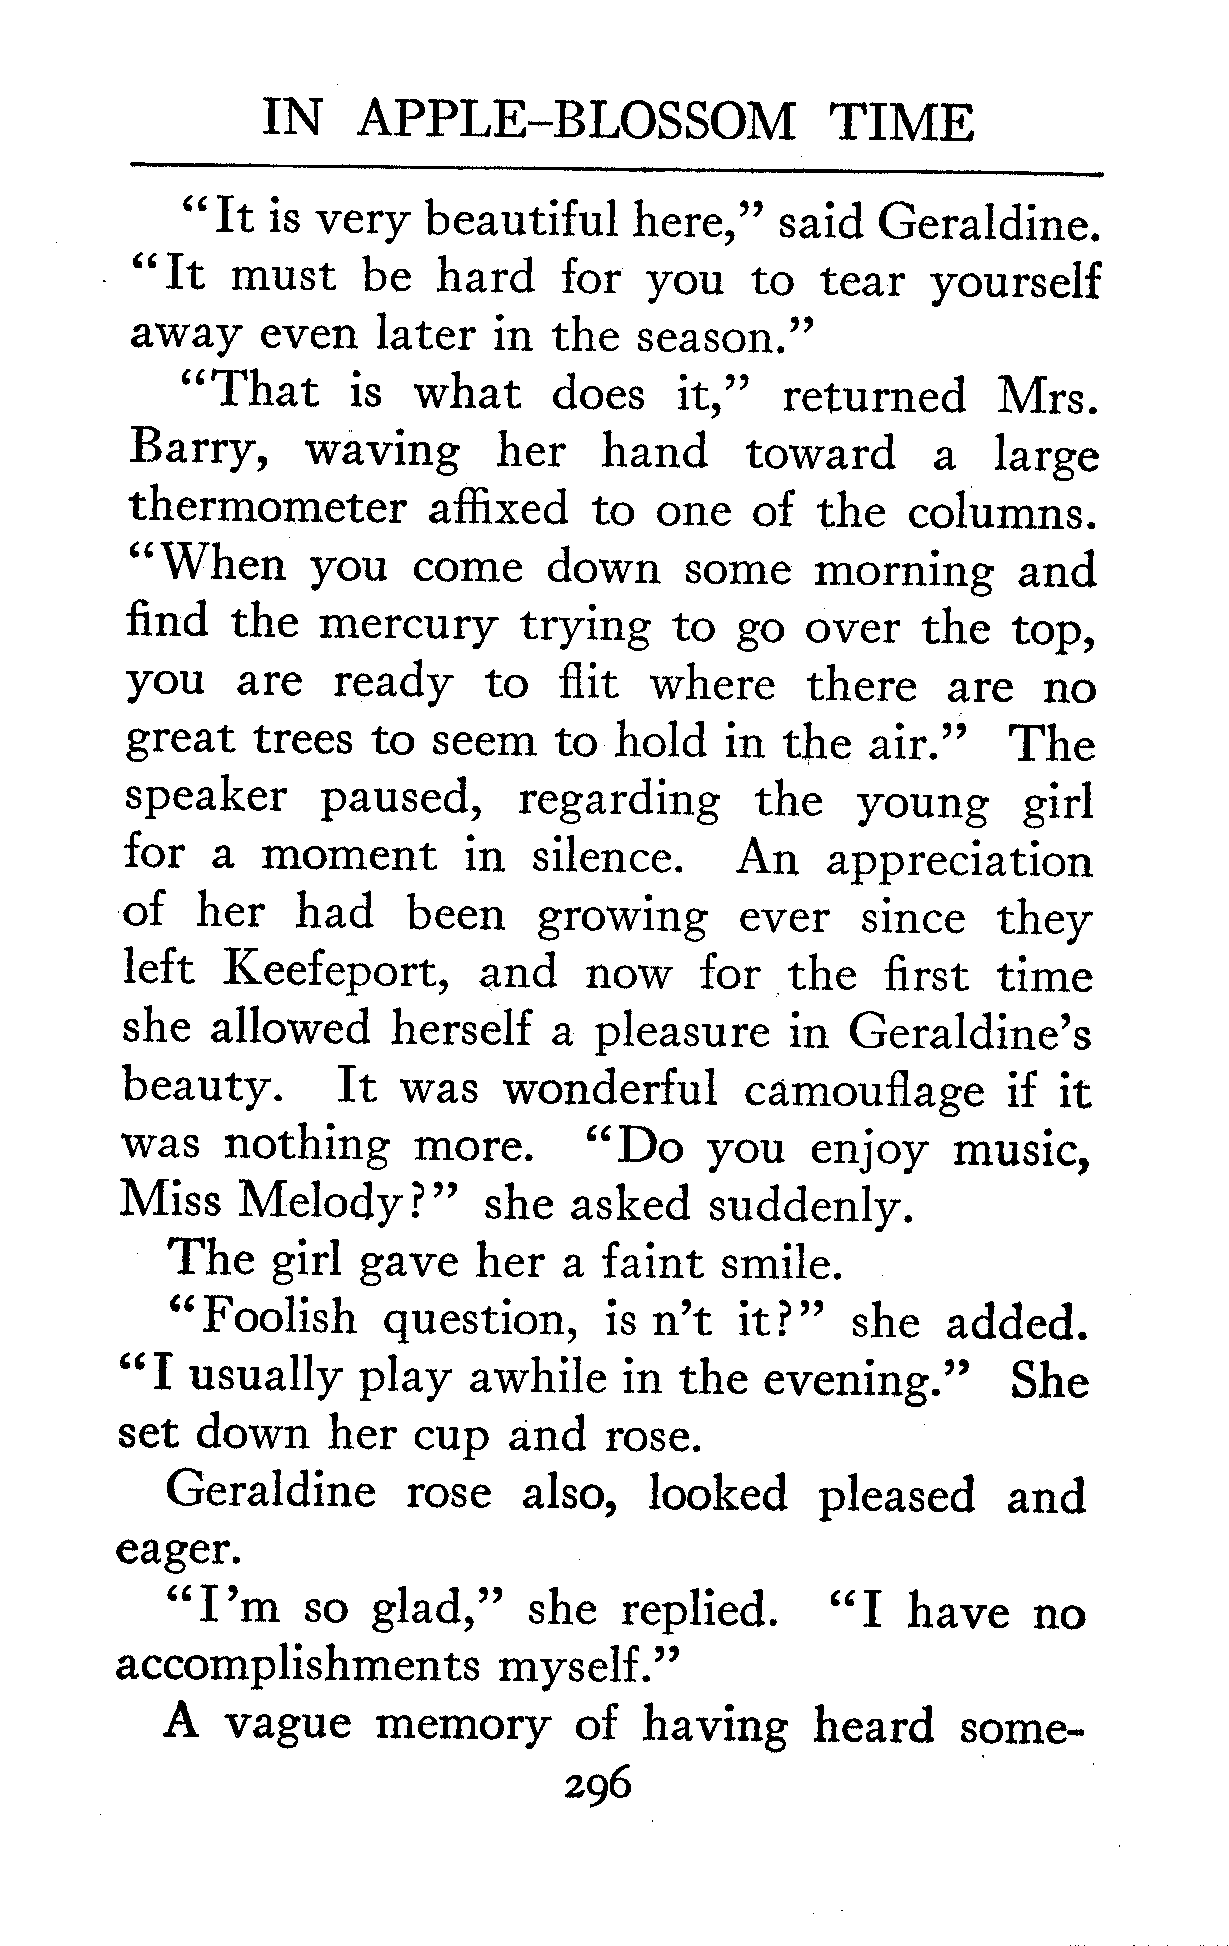 IN APPLE-BLOSSOM TIME
“It is very beautiful here,” said Geraldine.
“It must be hard for you to tear yourself
away even later in the season.”
“That is what does it,” returned Mrs.
Barry, waving her hand toward a large
thermometer affixed to one of the columns.
“When you come down some morning and
find the mercury trying to go over the top,
you are ready to flit where there are no
great trees to seem to hold in the air.” The
speaker paused, regarding the young girl
for a moment in silence. An appreciation
of her had been growing ever since they
left Keefeport, and now for the first time
she allowed herself a pleasure in Geraldine’s
beauty. It was wonderful camouflage if it
was nothing more. “Do you enjoy music,
Miss Melody?” she asked suddenly.
The girl gave her a faint smile.
“Foolish question, is n’t it?” she added.
“I usually play awhile in the evening.” She
set down her cup and rose.
Geraldine rose also, looked pleased and
eager.
“I’m so glad,” she replied. “I have no
accomplishments myself.”
A vague memory of having heard some-
296